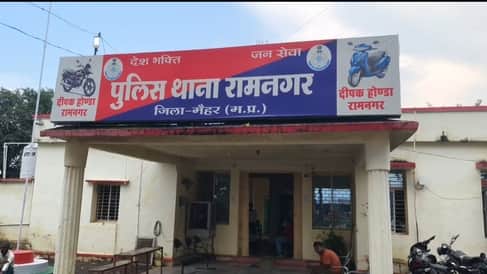 देश भक्ति जन सेवा
पुलिस थाना रामनगर
जिला-मैहर (म.प्र.)
दीपक होण्डा
रामनगर
दीपक होण्डा
रामनगर